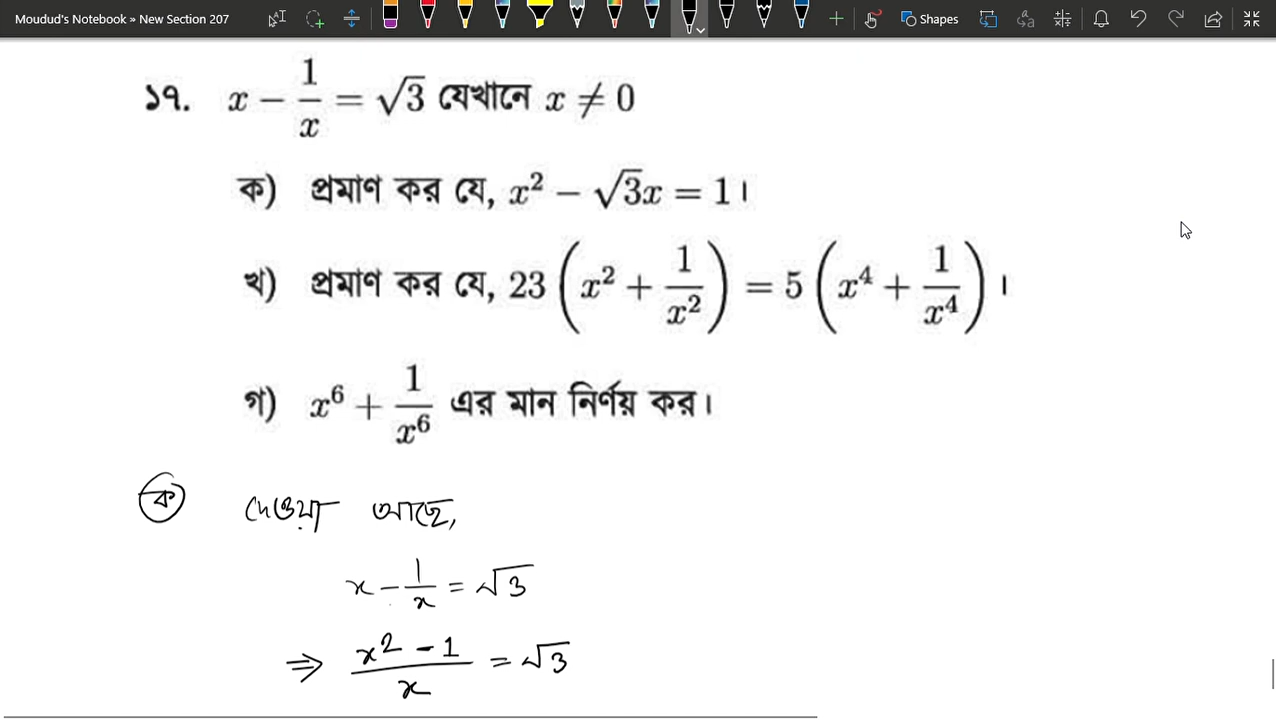 Moudud's Notebook » New Section 207
Shapes
১৭. x − 1/x = √3 যেখানে x ≠ 0
ক) প্রমাণ কর যে, x² − √3x = 1।
খ) প্রমাণ কর যে, 23(x² + 1/x²) = 5(x⁴ + 1/x⁴)।
গ) x⁶ + 1/x⁶ এর মান নির্ণয় কর।
ক দেওয়া আছে,
x − 1/x = √3
⇒ (x² − 1)/x = √3